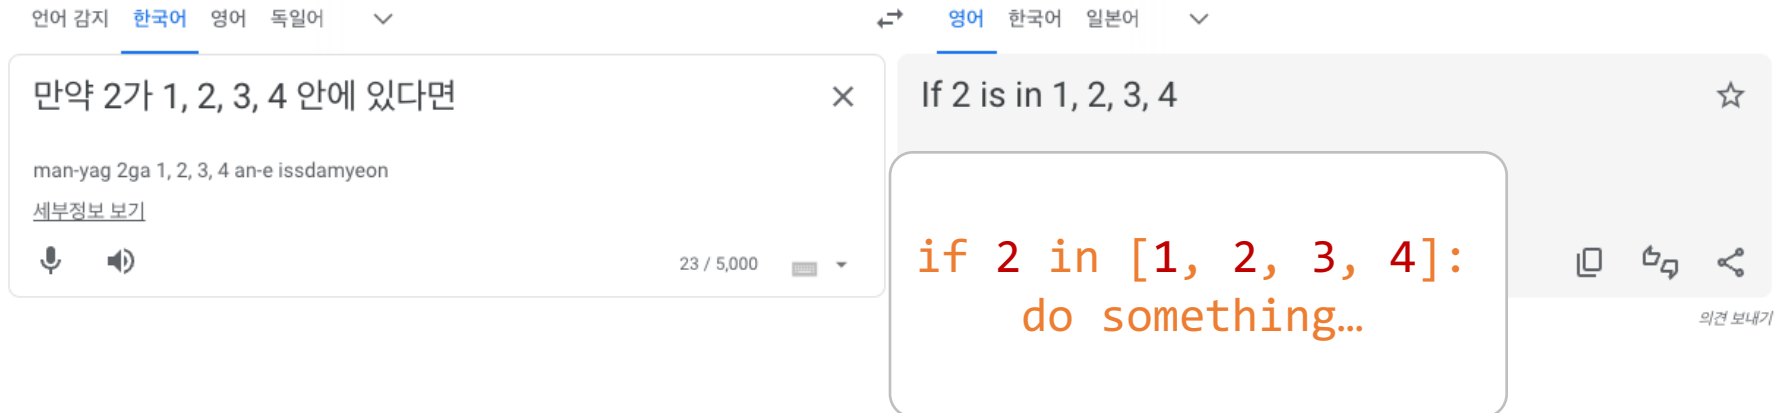 언어 감지 한국어 영어 독일어
영어 한국어 일본어
만약 2가 1, 2, 3, 4 안에 있다면
man-yag 2ga 1, 2, 3, 4 an-e issdamyeon
세부정보 보기
23 / 5,000
If 2 is in 1, 2, 3, 4
if 2 in [1, 2, 3, 4]:
do something…
의견 보내기